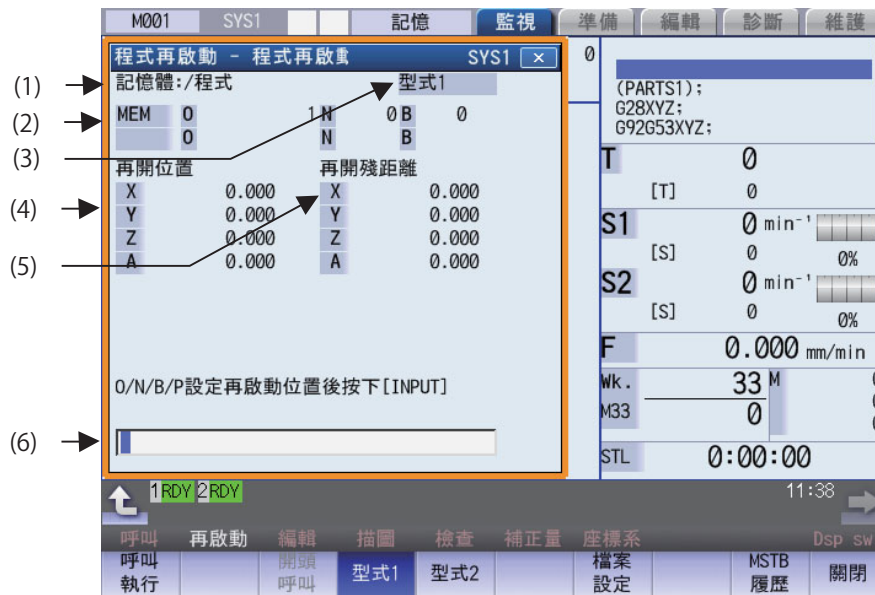 M001 SYS1 記憶 監視 準備 編輯 診斷 維護
程式再啟動 - 程式再啟動 SYS1 ×
(1) 記憶體:/程式 型式1
(2) MEM O 1 N 0 B 0
O N B
(3)
再開位置 再開殘距離
X 0.000 X 0.000
(4) Y 0.000 Y 0.000
Z 0.000 Z 0.000
(5) A 0.000 A 0.000
O/N/B/P設定再啟動位置後按下[INPUT]
(6)
0
(PARTS1);
G28XYZ;
G92G53XYZ;
T 0
[T] 0
S1 0 min⁻¹
[S] 0 0%
S2 0 min⁻¹
[S] 0 0%
F 0.000 mm/min
Wk. 33 M
M33 0
STL 0:00:00
1RDY 2RDY 11:38
呼叫 再啟動 編輯 描圖 檢查 補正量 座標系 Dsp sw
呼叫執行 開頭呼叫 型式1 型式2 檔案設定 MSTB履歷 關閉